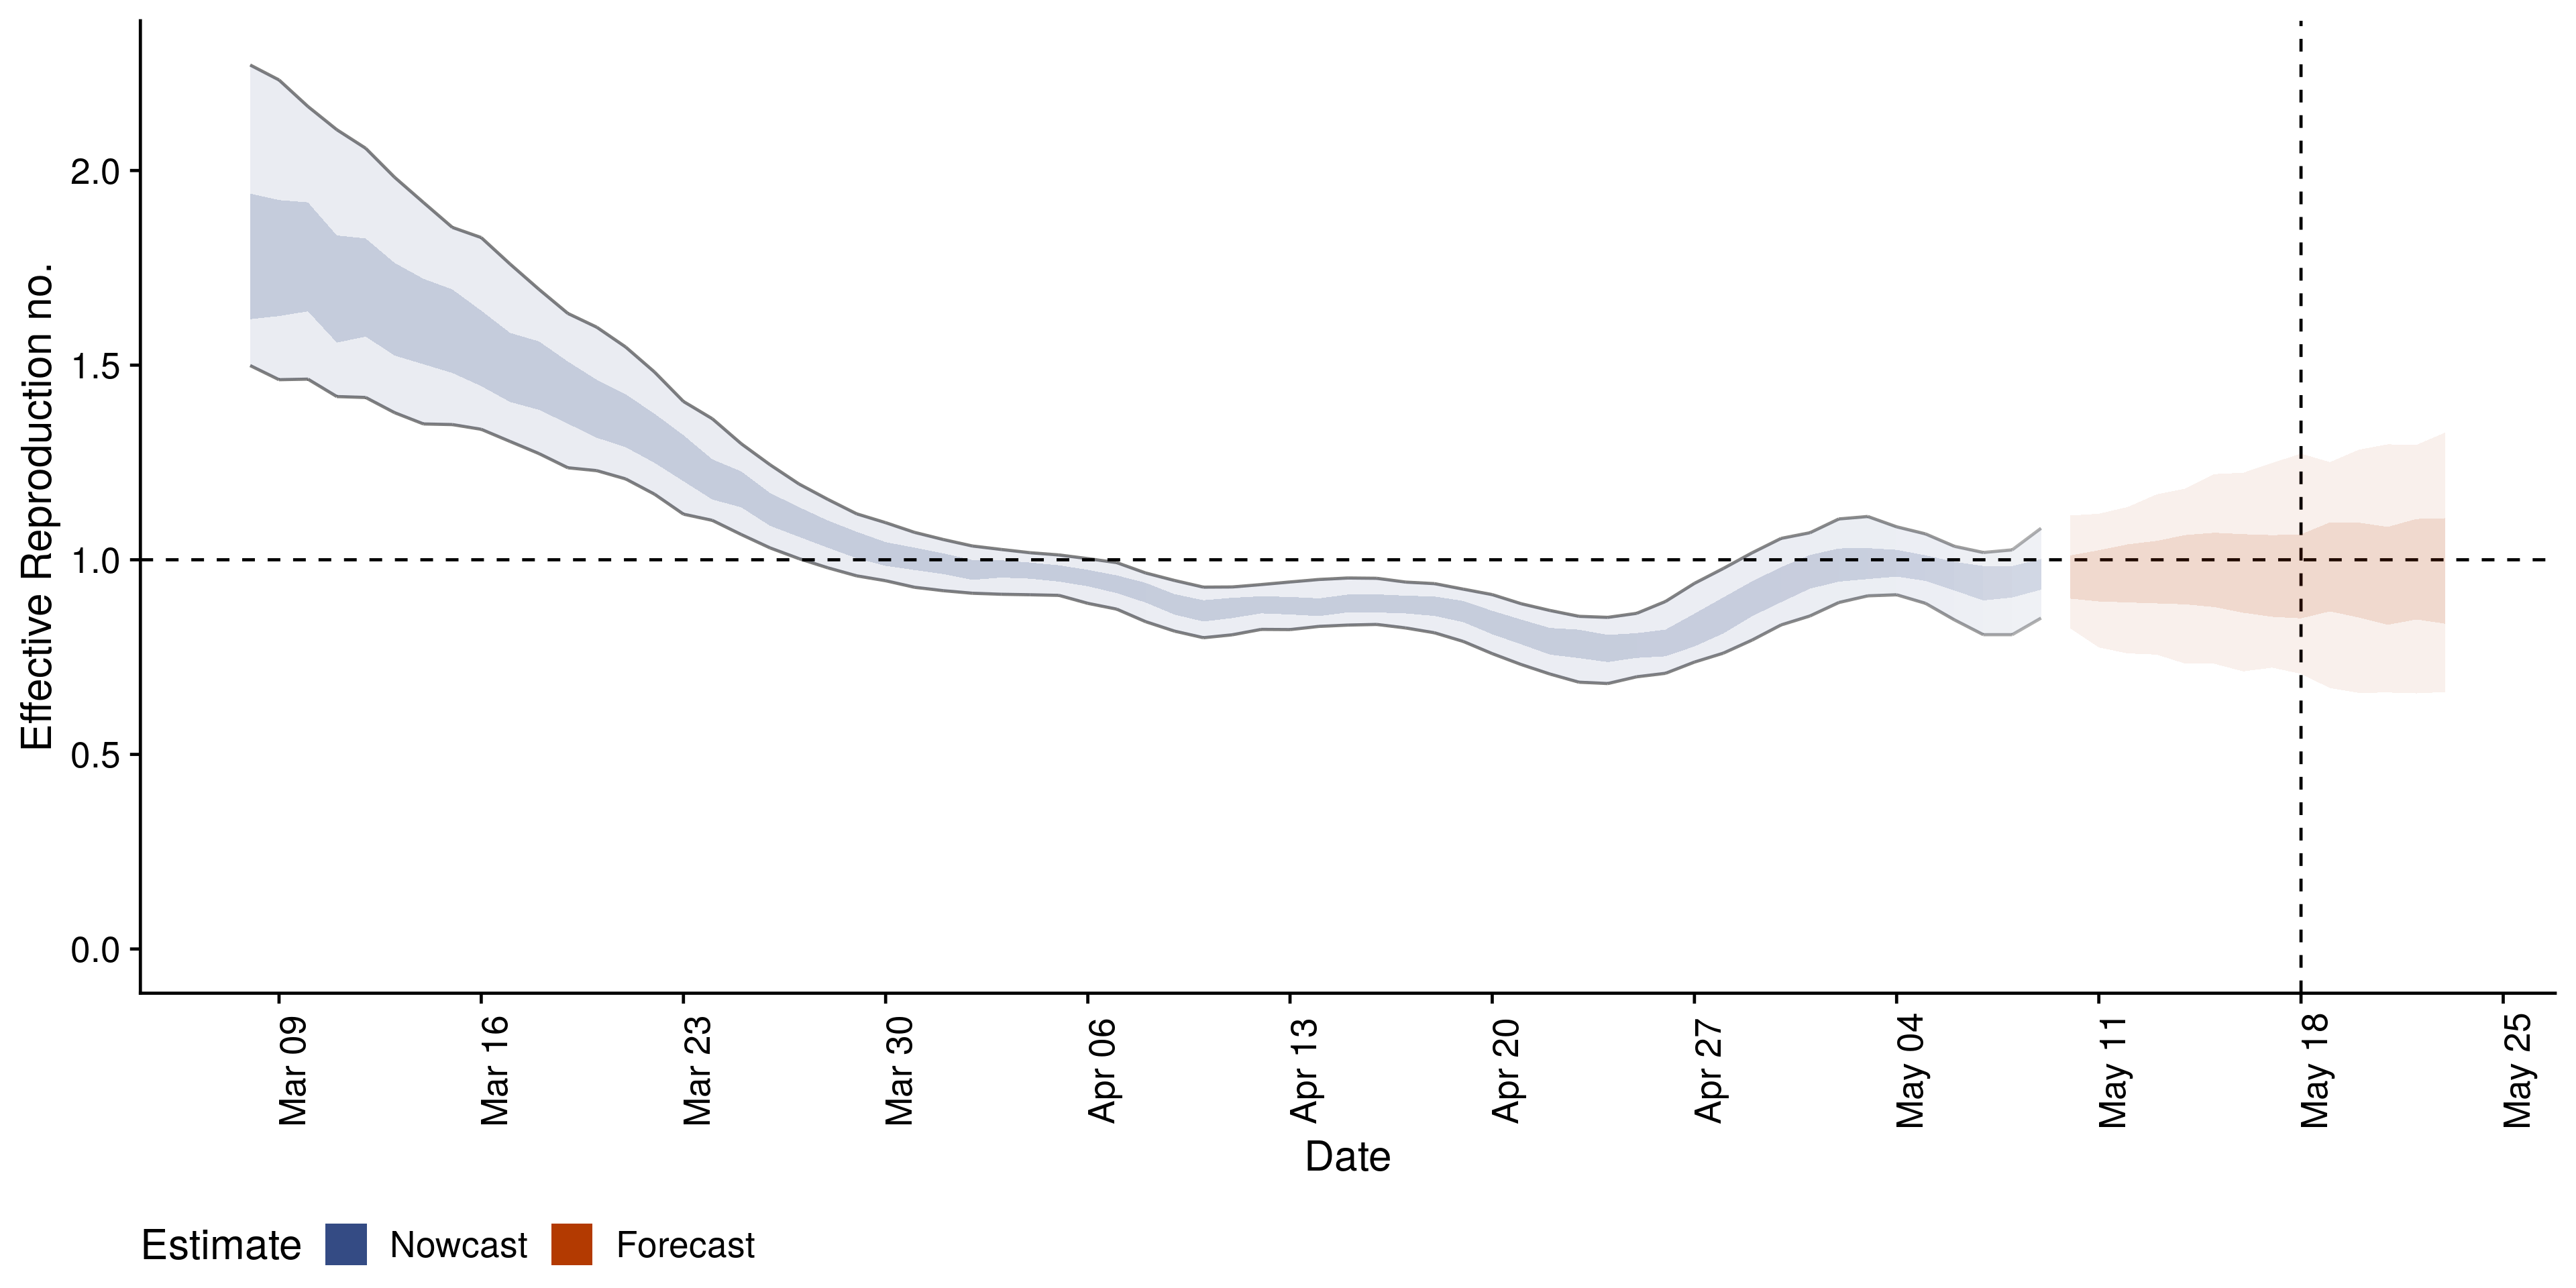 Effective Reproduction no.
2.0
1.5
1.0
0.5
0.0
Mar 09
Mar 16
Mar 23
Mar 30
Apr 06
Apr 13
Apr 20
Apr 27
May 04
May 11
May 18
May 25
Date
Estimate Nowcast Forecast